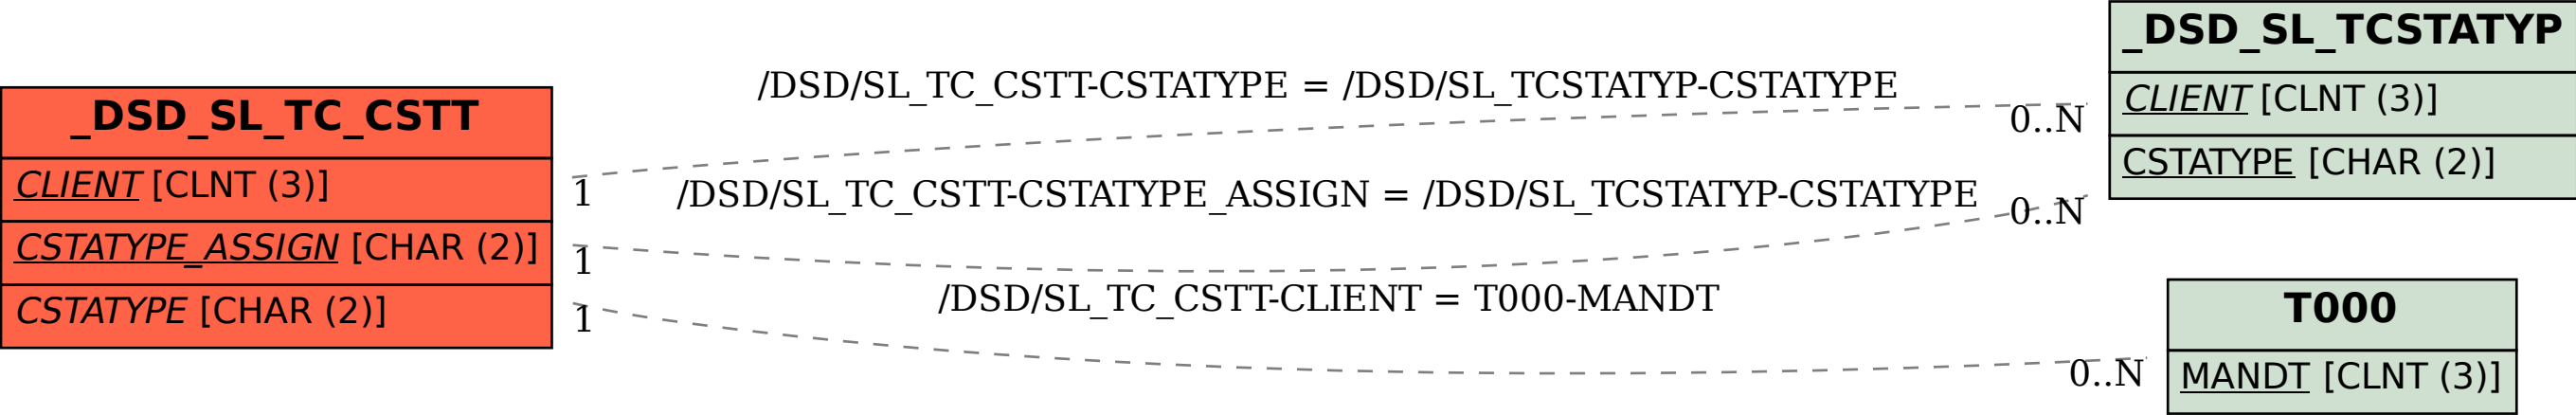 _DSD_SL_TC_CSTT
CLIENT [CLNT (3)]
CSTATYPE_ASSIGN [CHAR (2)]
CSTATYPE [CHAR (2)]
/DSD/SL_TC_CSTT-CSTATYPE = /DSD/SL_TCSTATYP-CSTATYPE
1
0..N
/DSD/SL_TC_CSTT-CSTATYPE_ASSIGN = /DSD/SL_TCSTATYP-CSTATYPE
1
0..N
/DSD/SL_TC_CSTT-CLIENT = T000-MANDT
1
0..N
_DSD_SL_TCSTATYP
CLIENT [CLNT (3)]
CSTATYPE [CHAR (2)]
T000
MANDT [CLNT (3)]